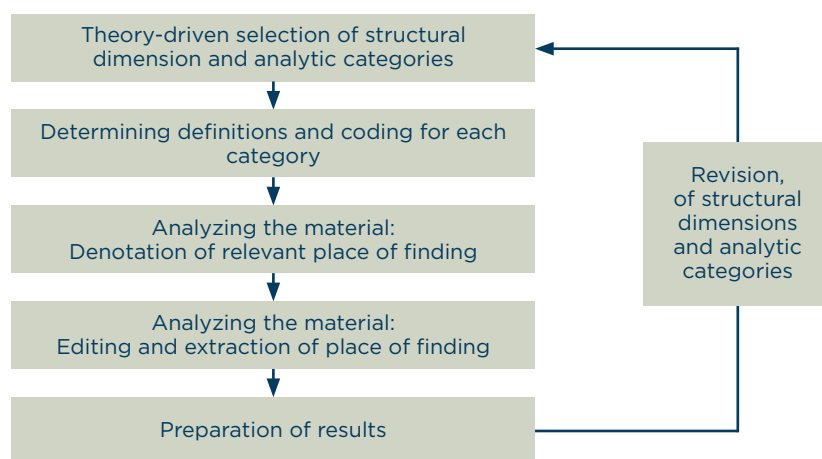 Theory-driven selection of structural
dimension and analytic categories
Determining definitions and coding for each
category
Analyzing the material:
Denotation of relevant place of finding
Analyzing the material:
Editing and extraction of place of finding
Preparation of results
Revision,
of structural
dimensions
and analytic
categories